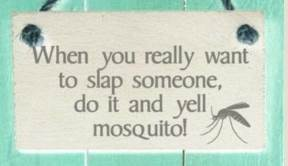 When you really want
to slap someone,
do it and yell
mosquito!